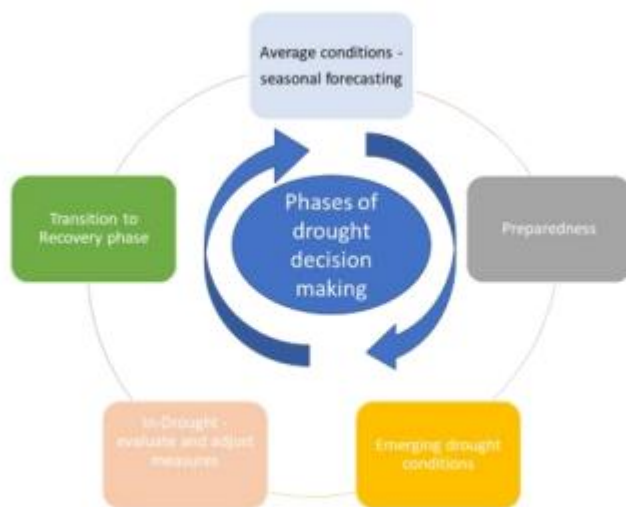 Average conditions -
seasonal forecasting
Preparedness
Emerging drought
conditions
In-Drought -
evaluate and adjust
measures
Transition to
Recovery phase
Phases of
drought
decision
making